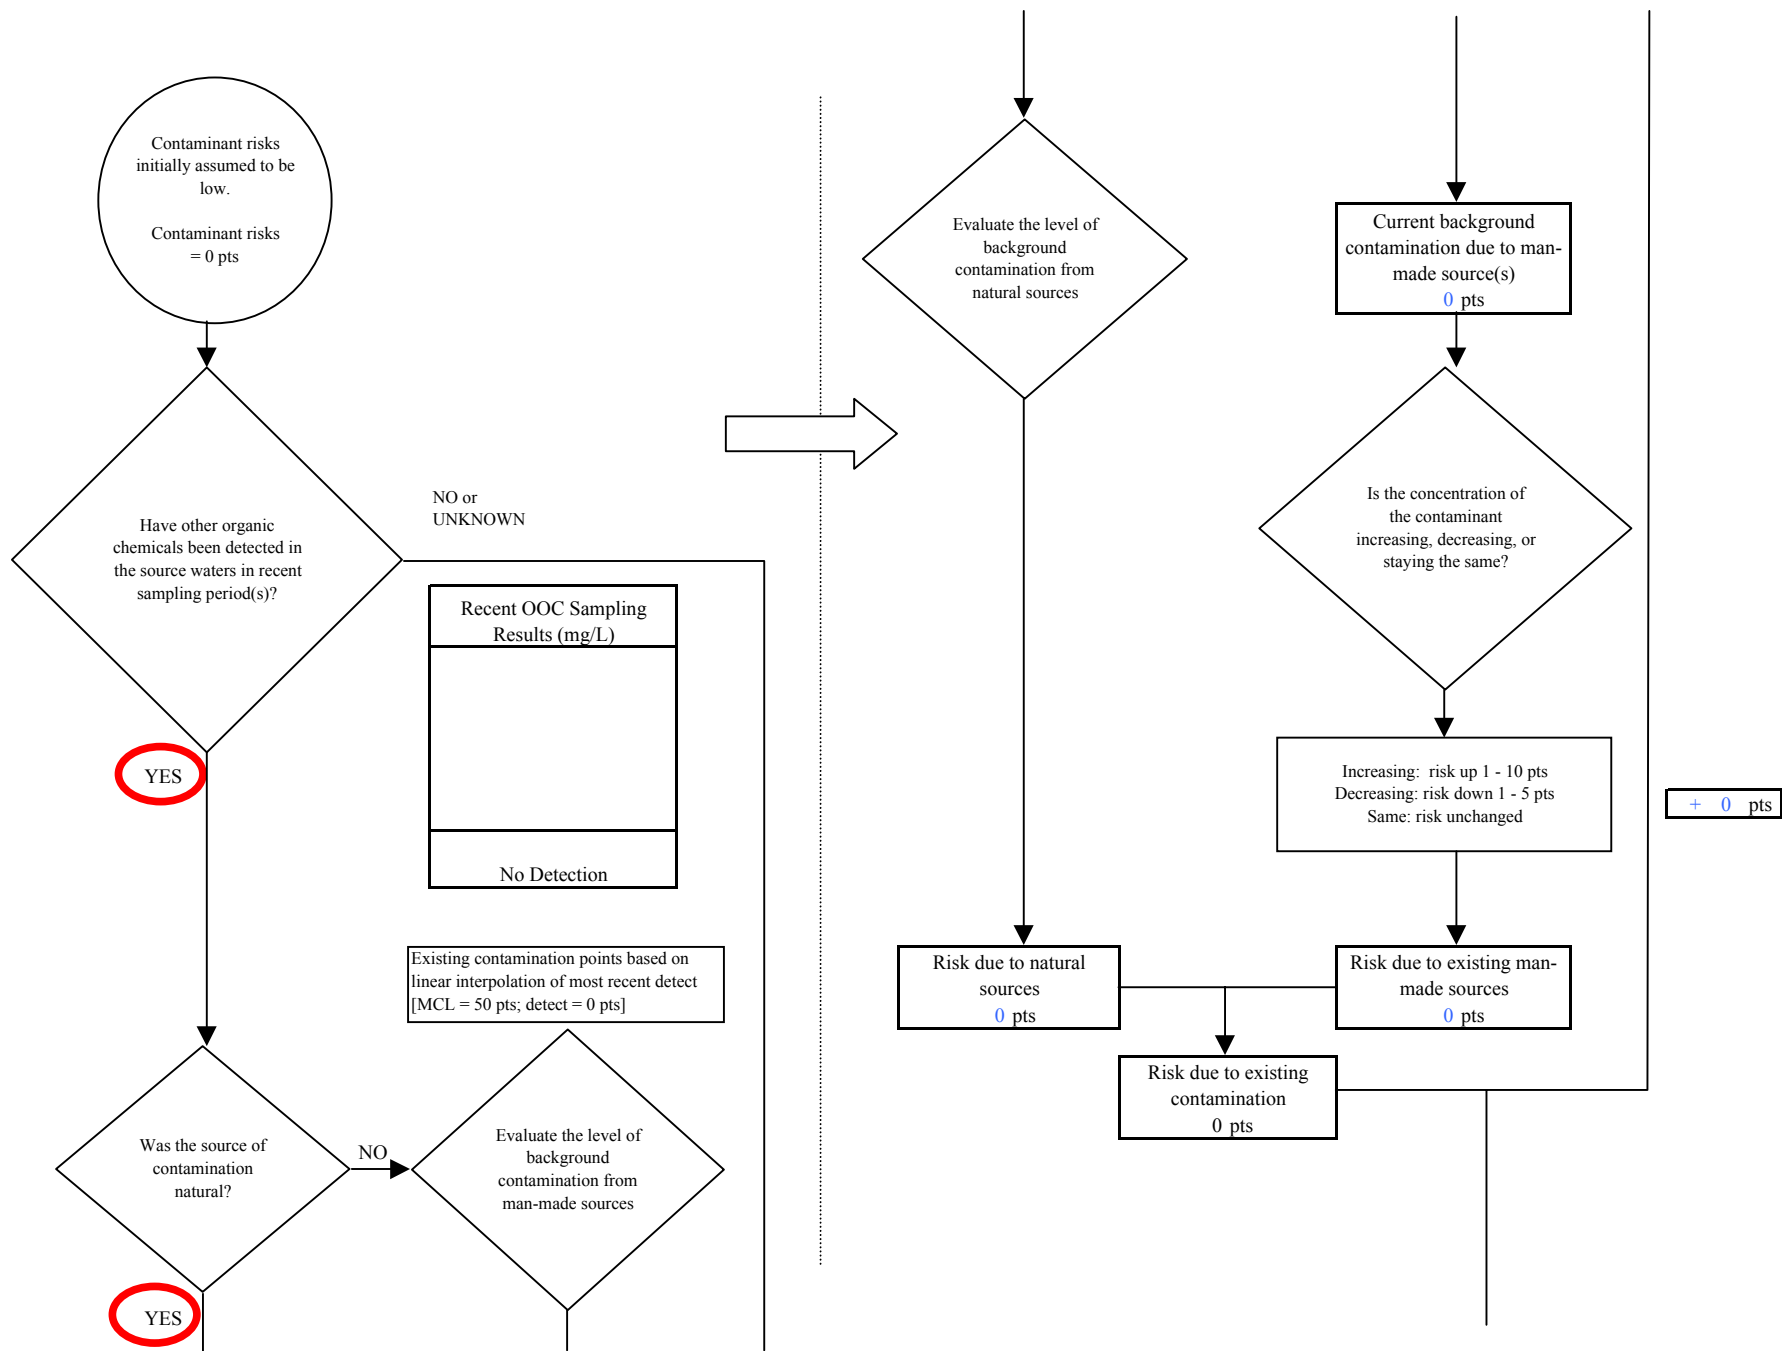 Contaminant risks
initially assumed to be
low.
Contaminant risks
= 0 pts
Have other organic
chemicals been detected in
the source waters in recent
sampling period(s)?
NO or
UNKNOWN
YES
Recent OOC Sampling
Results (mg/L)
No Detection
Existing contamination points based on
linear interpolation of most recent detect
[MCL = 50 pts; detect = 0 pts]
Was the source of
contamination
natural?
NO
Evaluate the level of
background
contamination from
man-made sources
YES
Evaluate the level of
background
contamination from
natural sources
Current background
contamination due to man-
made source(s)
0 pts
Is the concentration of
the contaminant
increasing, decreasing, or
staying the same?
Increasing: risk up 1 - 10 pts
Decreasing: risk down 1 - 5 pts
Same: risk unchanged
+ 0 pts
Risk due to natural
sources
0 pts
Risk due to existing man-
made sources
0 pts
Risk due to existing
contamination
0 pts